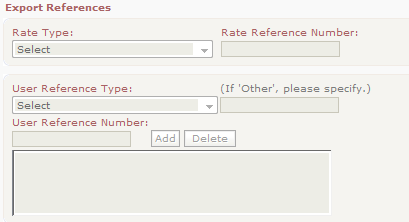 Export References
Rate Type: Rate Reference Number:
Select
User Reference Type: (If 'Other', please specify.)
Select
User Reference Number:
Add Delete